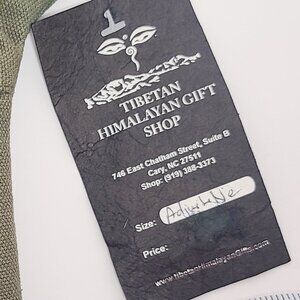 1
TIBETAN
HIMALAYAN GIFT
SHOP
746 East Chatham Street, Suite B
Cary, NC 27511
Shop: (919) 388-3373
Size: Adjustable
Price: